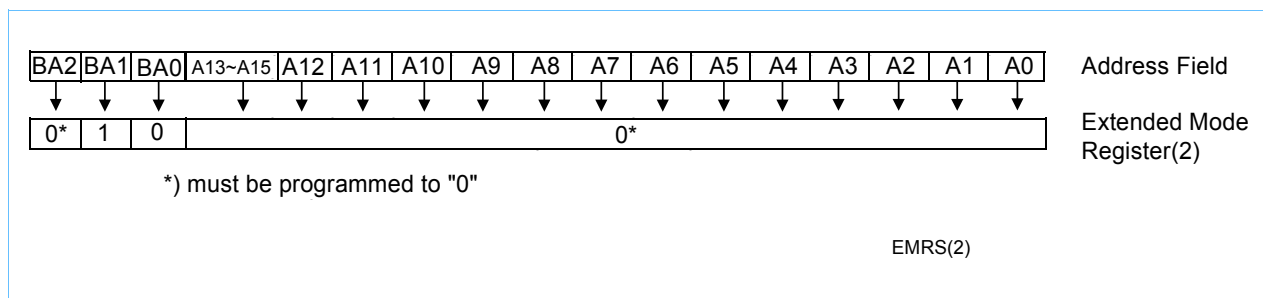 BA2 BA1 BA0 A13~A15 A12 A11 A10 A9 A8 A7 A6 A5 A4 A3 A2 A1 A0 Address Field
0* 1 0 0* Extended Mode
Register(2)
*) must be programmed to "0"
EMRS(2)